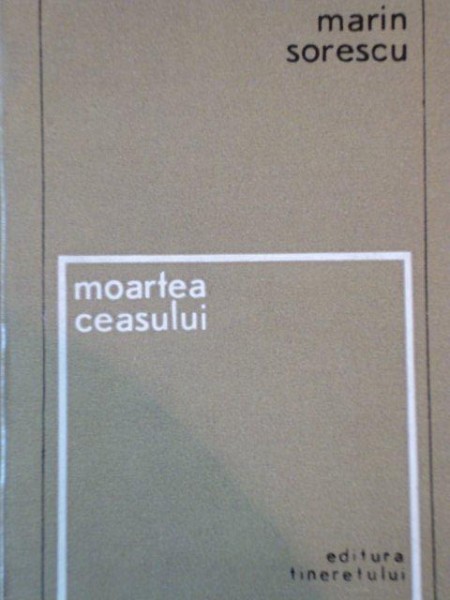 marin
sorescu
moartea
ceasului
editura
tineretului